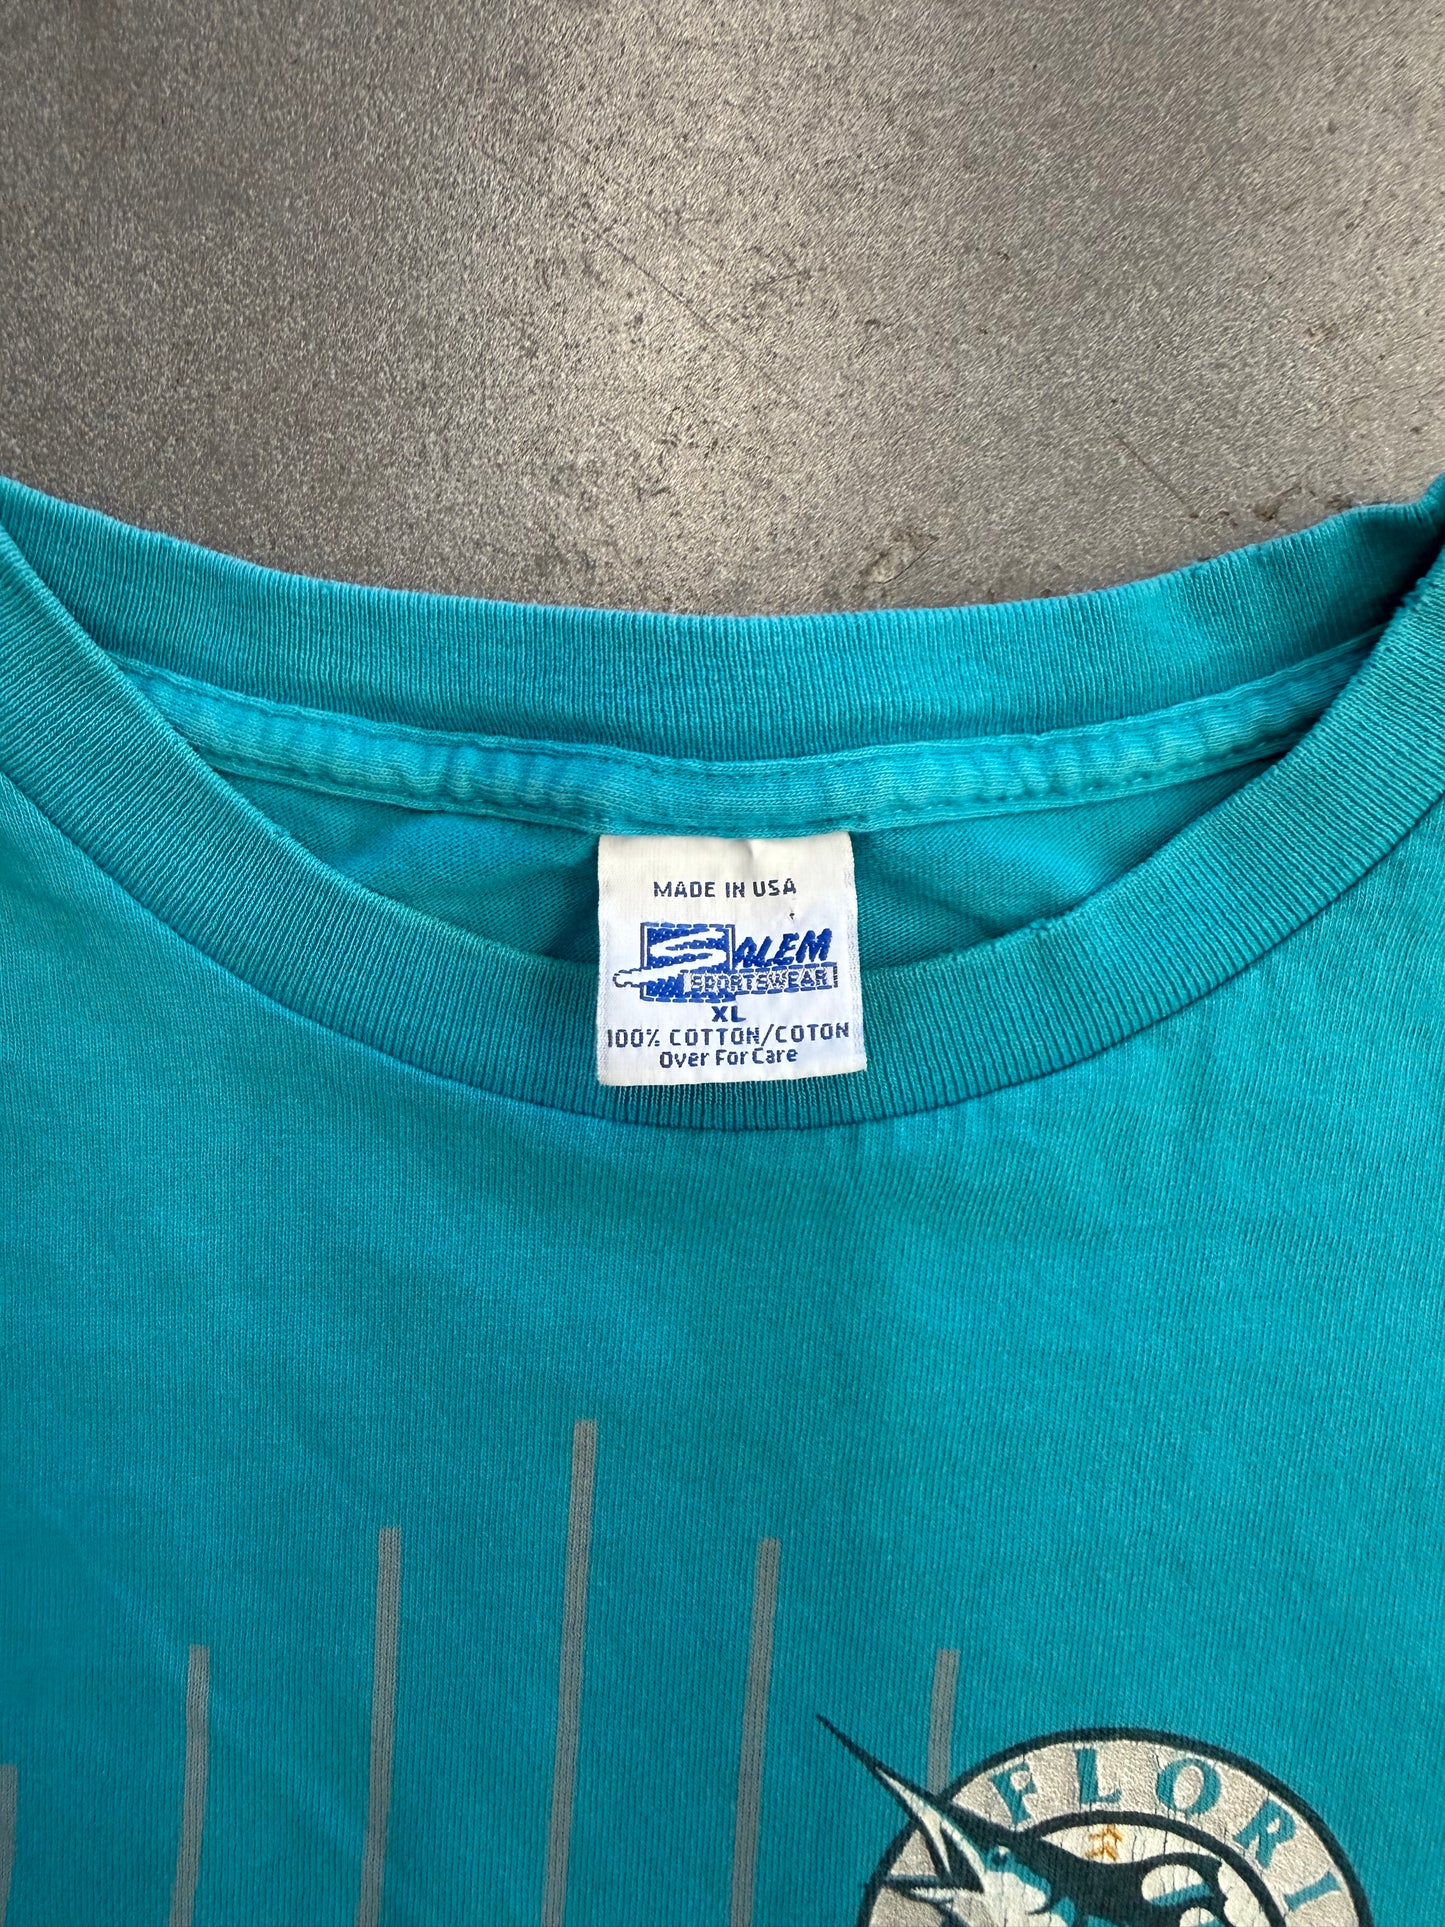 MADE IN USA
SALEM
SPORTSWEAR
XL
100% COTTON/COTON
Over For Care
FLORI